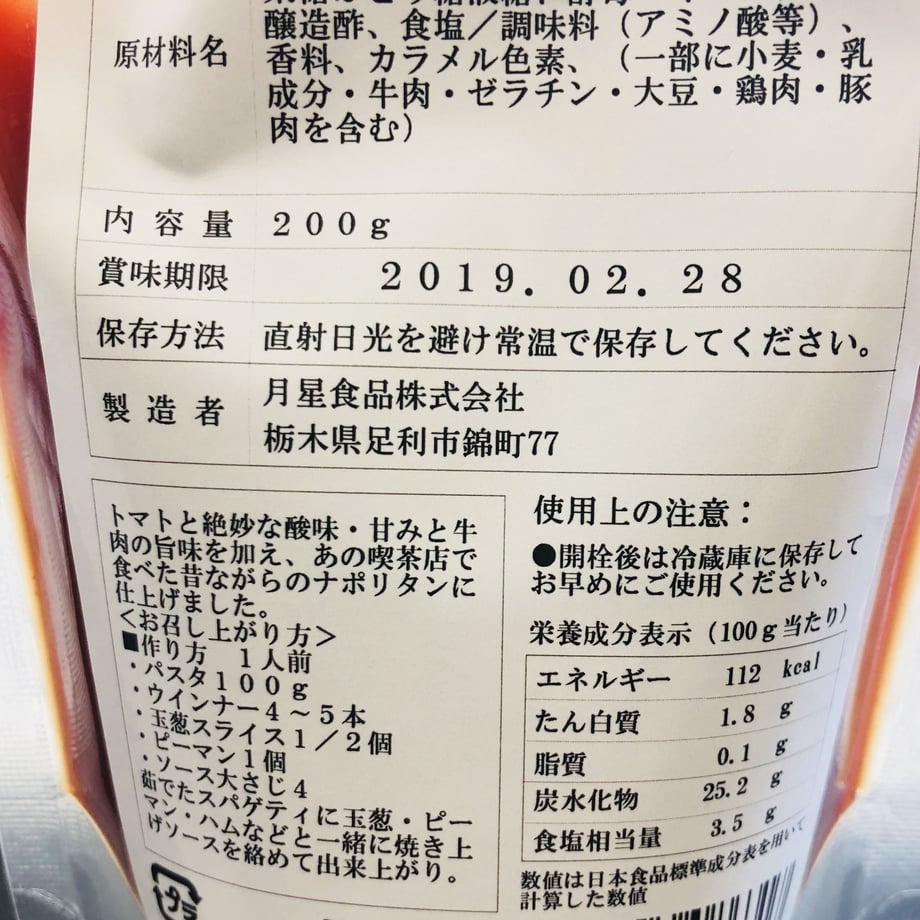 原材料名
醸造酢、食塩／調味料（アミノ酸等）、
香料、カラメル色素、（一部に小麦・乳
成分・牛肉・ゼラチン・大豆・鶏肉・豚
肉を含む）
内容量 200g
賞味期限 2019.02.28
保存方法 直射日光を避け常温で保存してください。
製造者 月星食品株式会社
栃木県足利市錦町77
トマトと絶妙な酸味・甘みと牛
肉の旨味を加え、あの喫茶店で
食べた昔ながらのナポリタンに
仕上げました。
＜お召し上がり方＞
■作り方 1人前
・パスタ100g
・ウインナー4～5本
・玉葱スライス1／2個
・ピーマン1個
・ソース大さじ4
茹でたスパゲティに玉葱・ピー
マン・ハムなどと一緒に焼き上
げソースを絡めて出来上がり。
使用上の注意：
●開栓後は冷蔵庫に保存して
お早めにご使用ください。
栄養成分表示（100g当たり）
エネルギー 112 kcal
たん白質 1.8 g
脂質 0.1 g
炭水化物 25.2 g
食塩相当量 3.5 g
数値は日本食品標準成分表を用いて
計算した数値
プラ